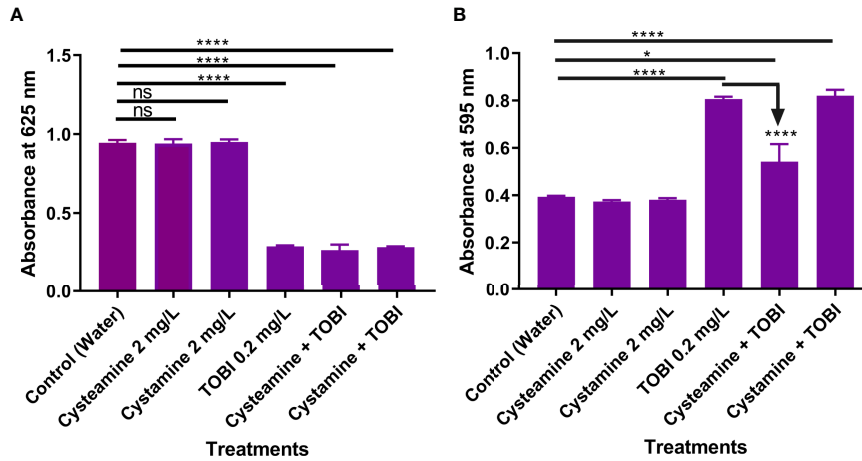 A
****
****
****
ns
ns
1.5
1.0
0.5
0.0
Absorbance at 625 nm
Control (Water)
Cysteamine 2 mg/L
Cystamine 2 mg/L
TOBI 0.2 mg/L
Cysteamine + TOBI
Cystamine + TOBI
Treatments
B
****
*
****
****
1.0
0.8
0.6
0.4
0.4
0.0
Absorbance at 595 nm
Control (Water)
Cysteamine 2 mg/L
Cystamine 2 mg/L
TOBI 0.2 mg/L
Cysteamine + TOBI
Cystamine + TOBI
Treatments